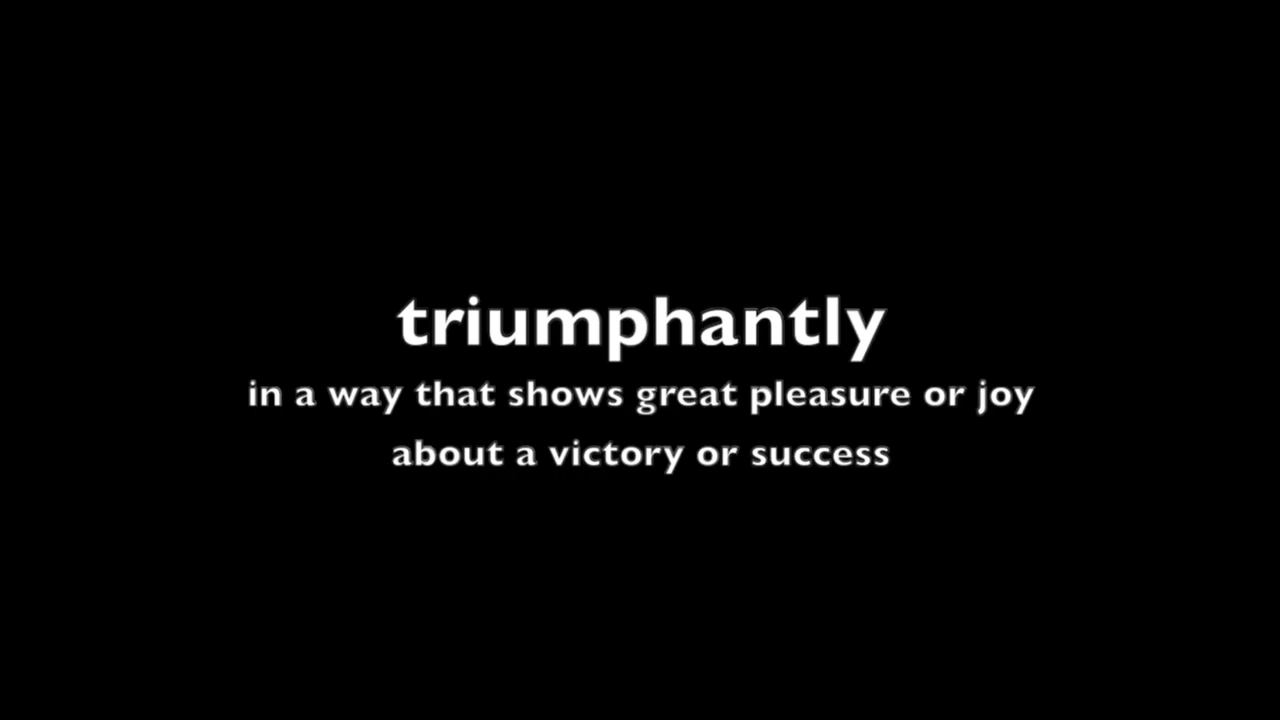 triumphantly
in a way that shows great pleasure or joy
about a victory or success